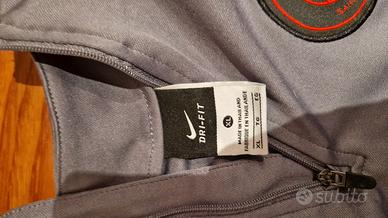 DRI-FIT
XL
MADE IN THAILAND
FABRIQUÉ EN THAÏLANDE
XL TG EG
subito